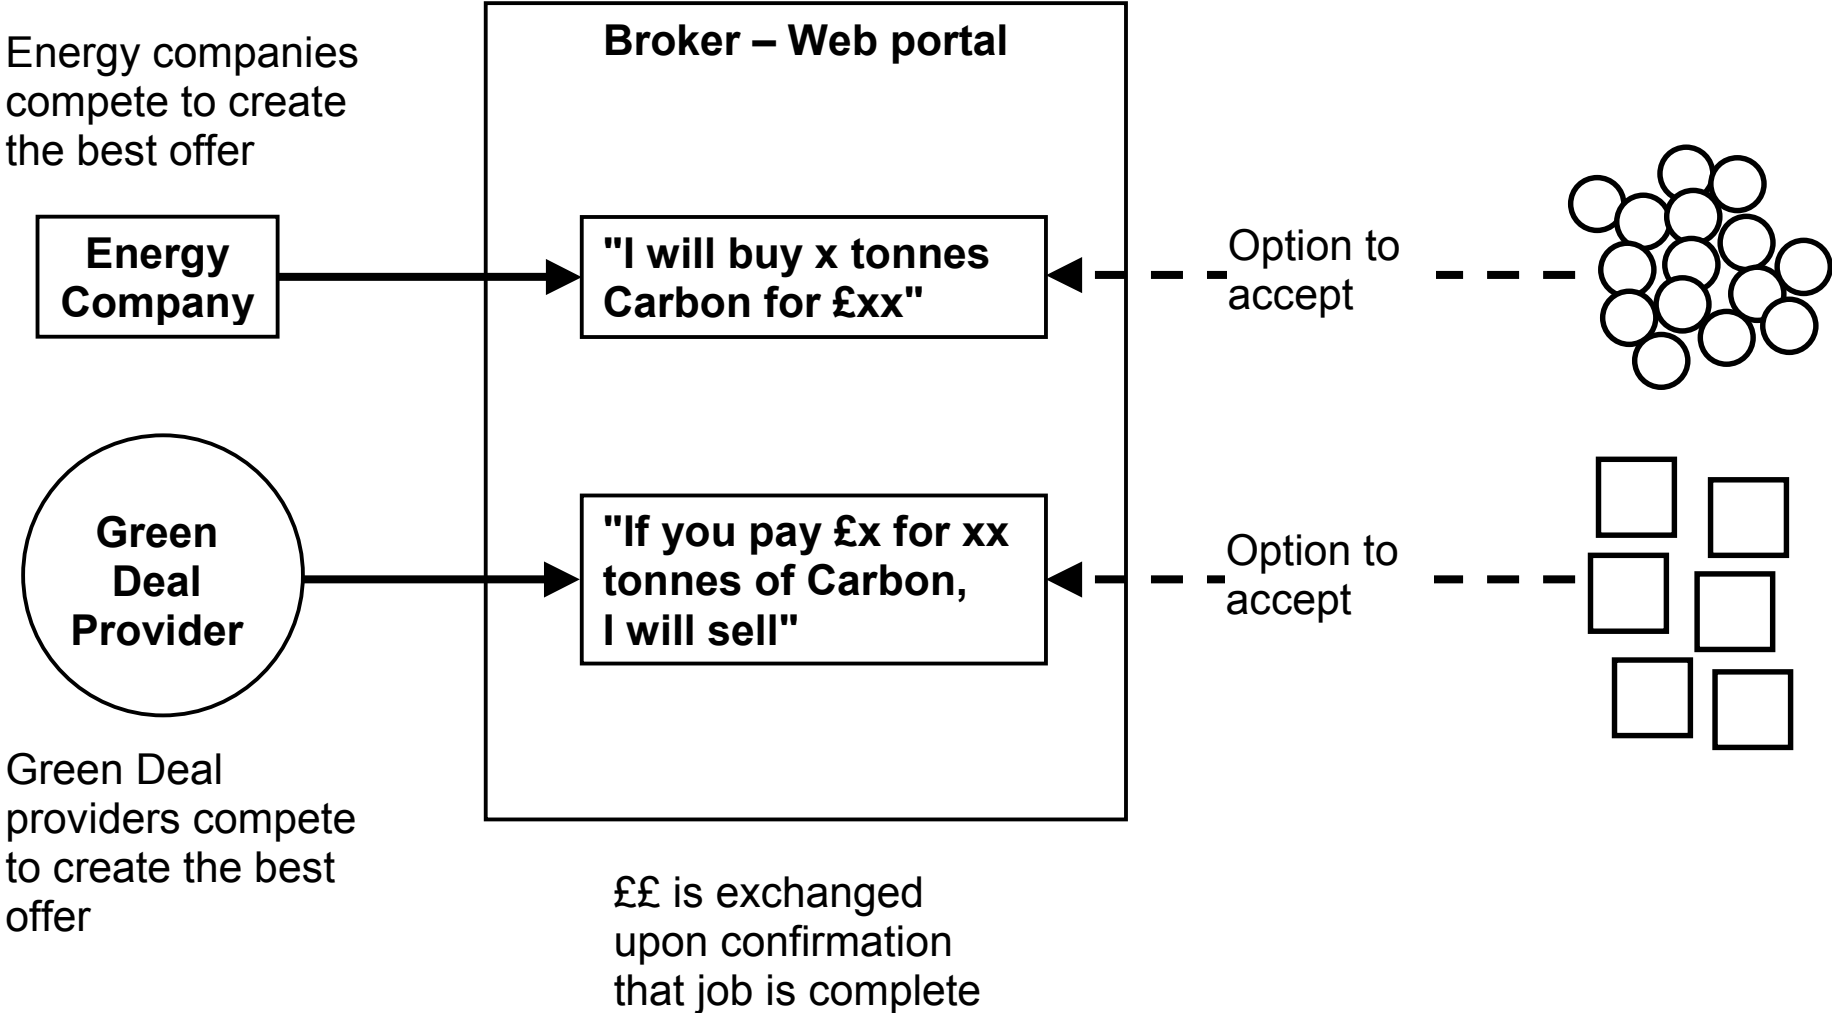 Energy companies
compete to create
the best offer
Broker – Web portal
Energy
Company
"I will buy x tonnes
Carbon for £xx"
Option to
accept
Green
Deal
Provider
"If you pay £x for xx
tonnes of Carbon,
I will sell"
Option to
accept
Green Deal
providers compete
to create the best
offer
££ is exchanged
upon confirmation
that job is complete